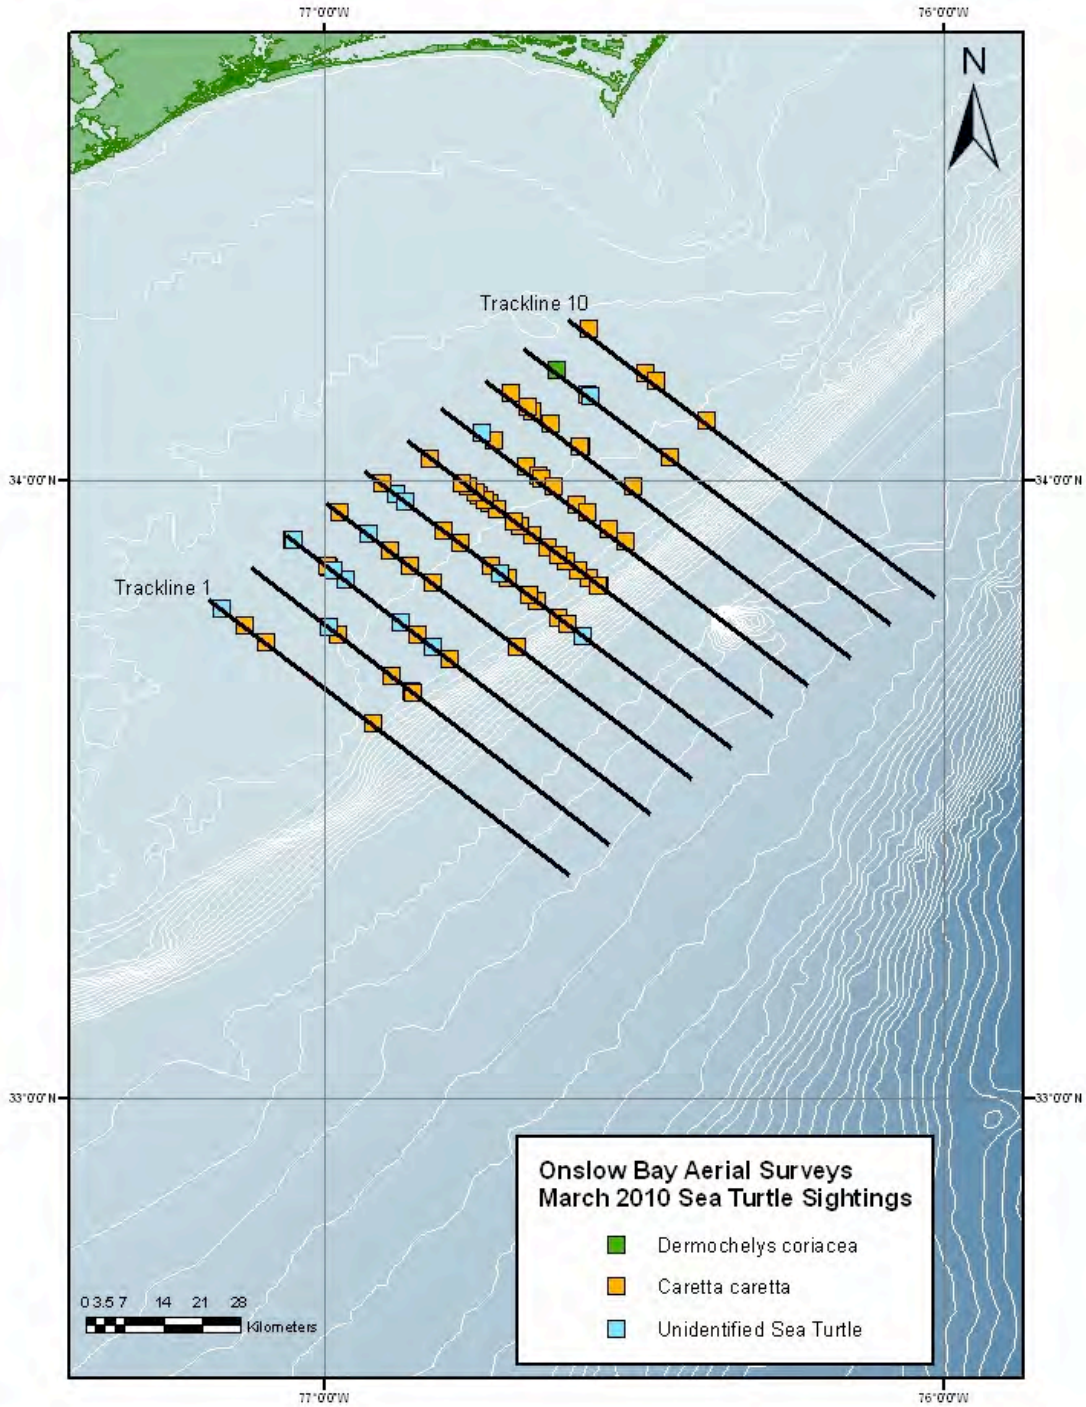 77°0'0"W 76°0'0"W
N
Trackline 10
34°0'0"N 34°0'0"N
Trackline 1
33°0'0"N 33°0'0"N
Onslow Bay Aerial Surveys
March 2010 Sea Turtle Sightings
Dermochelys coriacea
Caretta caretta
Unidentified Sea Turtle
0 3.5 7 14 21 28
Kilometers
77°0'0"W 76°0'0"W